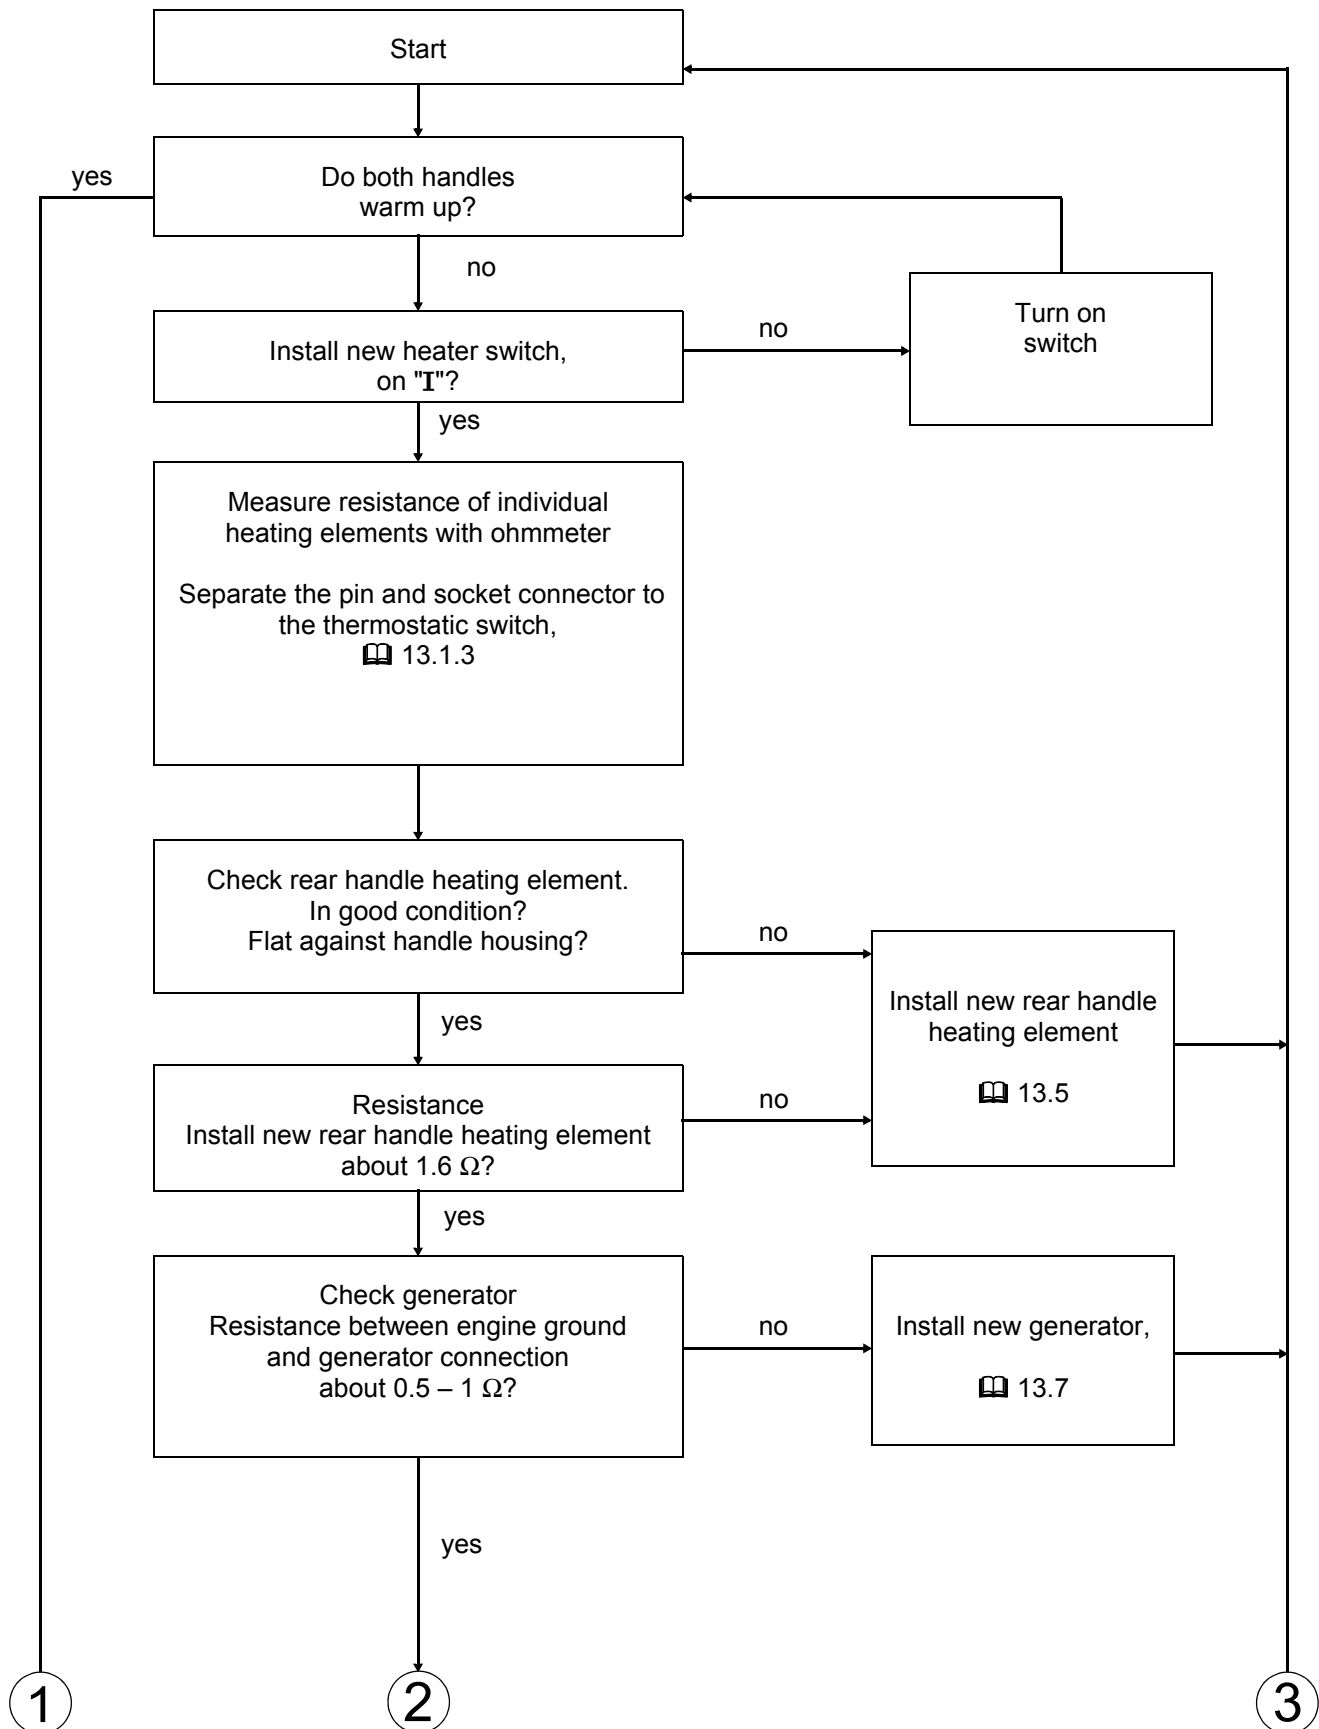 Start
yes
Do both handles
warm up?
no
Install new heater switch,
on "I"?
no
Turn on
switch
yes
Measure resistance of individual
heating elements with ohmmeter
Separate the pin and socket connector to
the thermostatic switch,
13.1.3
Check rear handle heating element.
In good condition?
Flat against handle housing?
no
Install new rear handle
heating element
13.5
yes
Resistance
Install new rear handle heating element
about 1.6 Ω?
no
yes
Check generator
Resistance between engine ground
and generator connection
about 0.5 – 1 Ω?
no
Install new generator,
13.7
yes
1
2
3